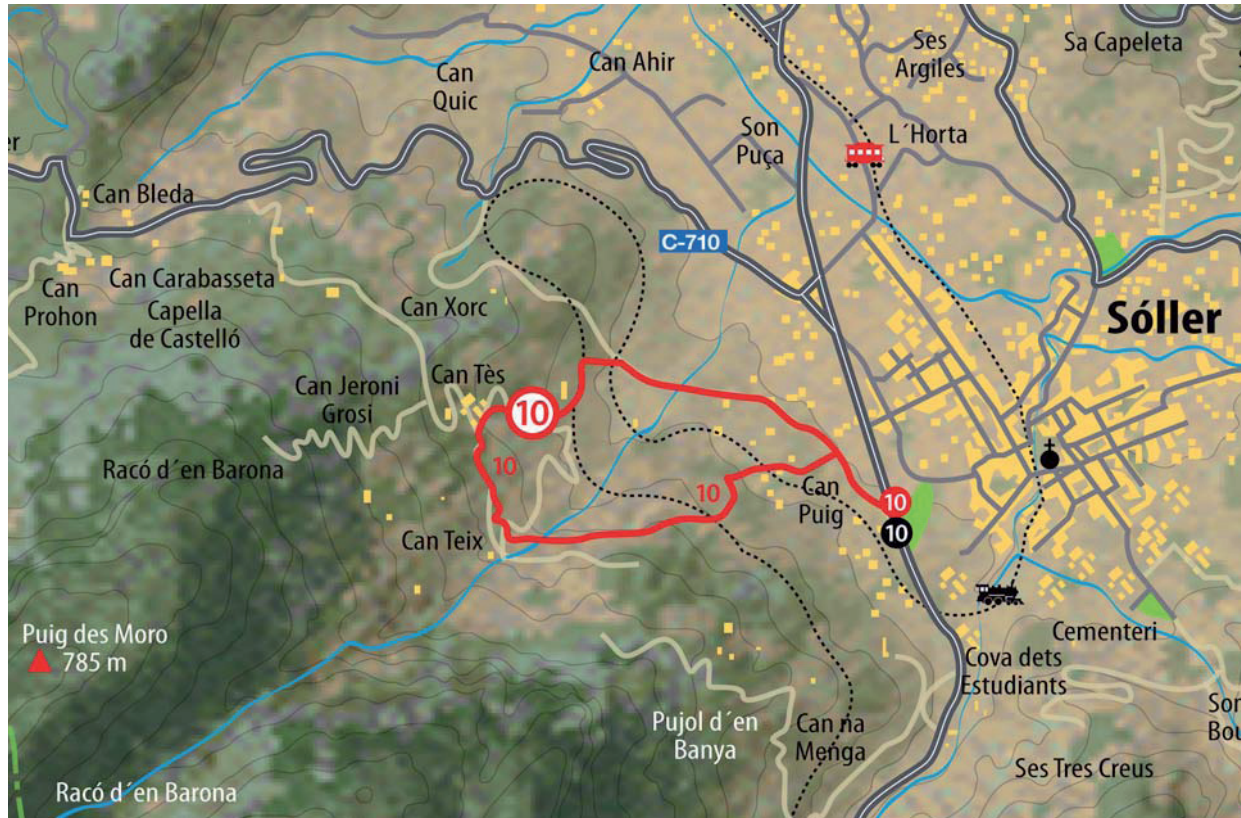 Can
Quic
Can Ahir
Ses
Argiles
Sa Capeleta
Son
Puça
L´Horta
er
Can Bleda
C-710
Can
Prohon
Can Carabasseta
Capella
de Castelló
Can Xorc
Sóller
Can Jeroni
Grosi
Can Tès
10
Racó d´en Barona
10
10
Can
Puig
10
10
Can Teix
Puig des Moro
785 m
Cementeri
Cova dets
Estudiants
Son
Bou
Pujol d´en
Banya
Can na
Menga
Ses Tres Creus
Racó d´en Barona